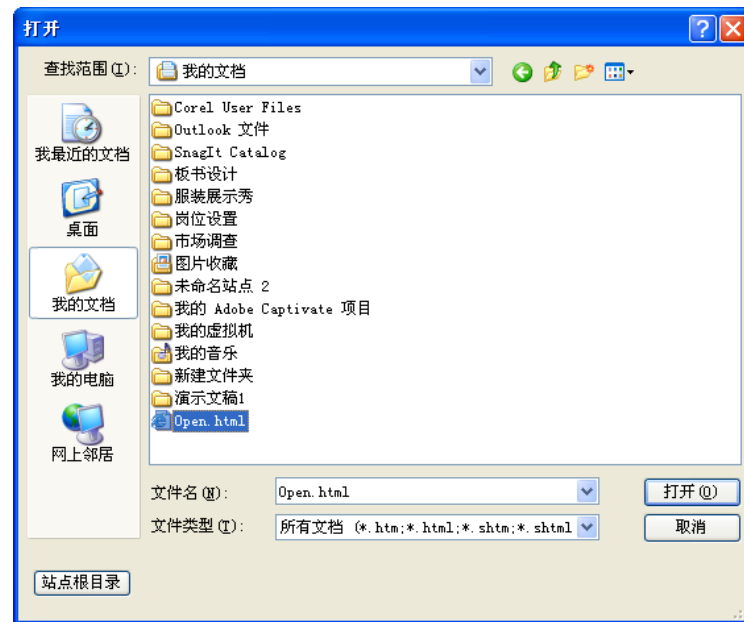 打开
查找范围(I):
我的文档
我最近的文档
桌面
我的文档
我的电脑
网上邻居
Corel User Files
Outlook 文件
SnagIt Catalog
板书设计
服装展示秀
岗位设置
市场调查
图片收藏
未命名站点 2
我的 Adobe Captivate 项目
我的虚拟机
我的音乐
新建文件夹
演示文稿1
Open.html
文件名(N):
Open.html
打开(O)
文件类型(T):
所有文档 (*.htm;*.html;*.shtm;*.shtml
取消
站点根目录